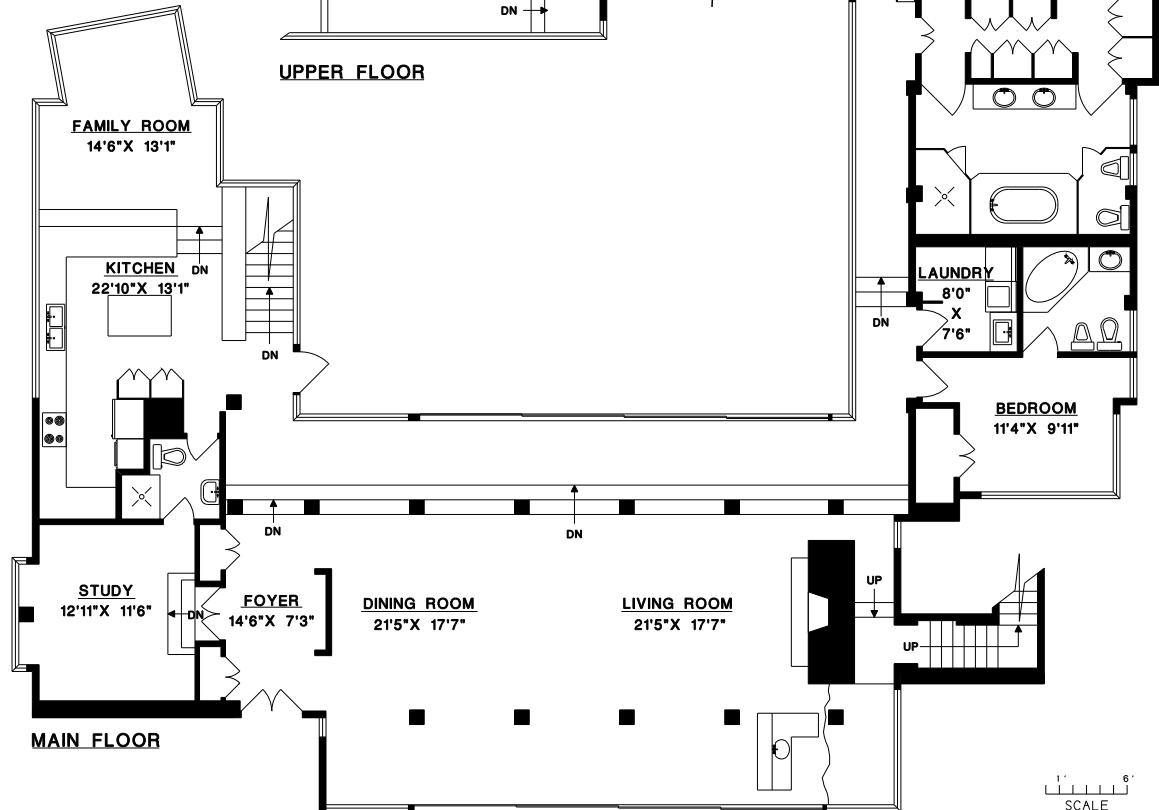 DN
UPPER FLOOR
FAMILY ROOM
14'6"X 13'1"
DN
KITCHEN
22'10"X 13'1"
DN
LAUNDRY
8'0"
X
7'6"
DN
BEDROOM
11'4"X 9'11"
DN
DN
STUDY
12'11"X 11'6"
DN
FOYER
14'6"X 7'3"
DINING ROOM
21'5"X 17'7"
LIVING ROOM
21'5"X 17'7"
UP
UP
MAIN FLOOR
1' 6'
SCALE